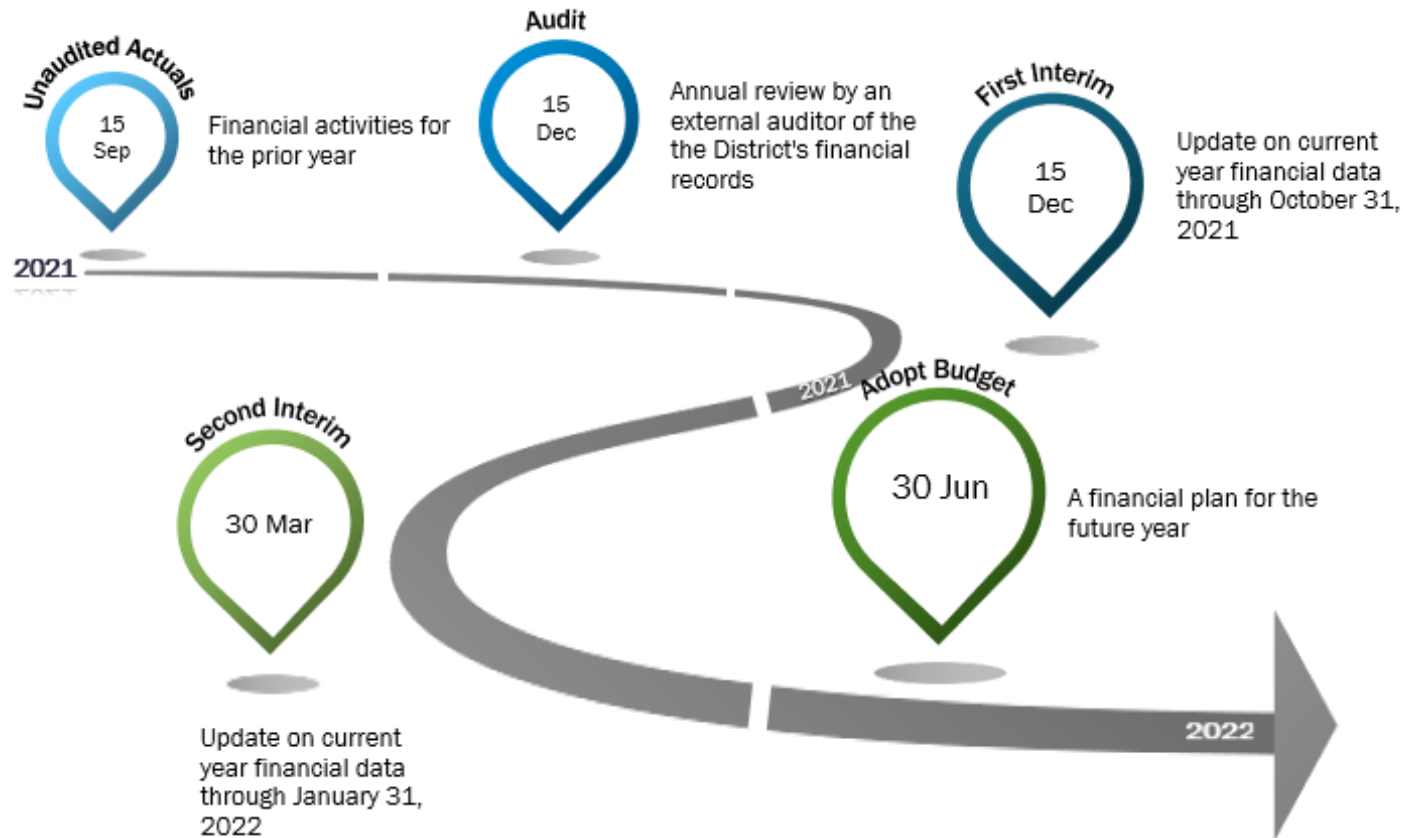 Unaudited Actuals
15
Sep
Financial activities for
the prior year
Audit
15
Dec
Annual review by an
external auditor of the
the District's financial
records
First Interim
15
Dec
Update on current
year financial data
through October 31,
2021
2021
2021
Second Interim
30 Mar
Update on current
year financial data
through January 31,
2022
Adopt Budget
30 Jun
A financial plan for the
future year
2022